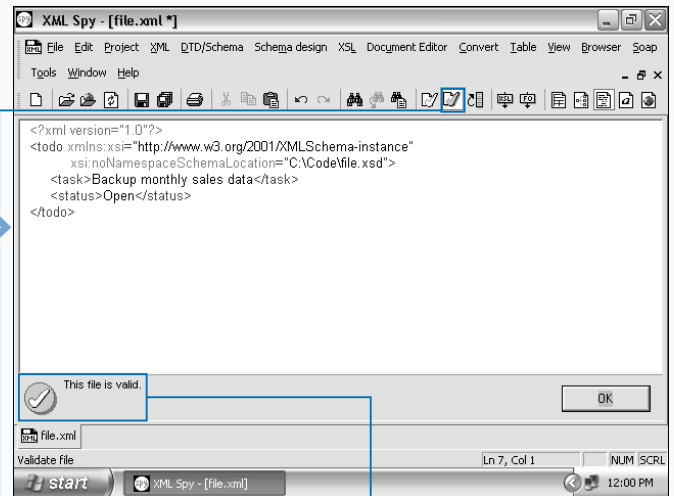 XML Spy - [file.xml *]
File Edit Project XML DTD/Schema Schema design XSL Document Editor Convert Table View Browser Soap
Tools Window Help
<?xml version="1.0"?>
<todo xmlns:xsi="http://www.w3.org/2001/XMLSchema-instance"
xsi:noNamespaceSchemaLocation="C:\Code\file.xsd">
<task>Backup monthly sales data</task>
<status>Open</status>
</todo>
This file is valid.
OK
file.xml
Validate file Ln 7, Col 1 NUM SCRL
start XML Spy - [file.xml] 12:00 PM